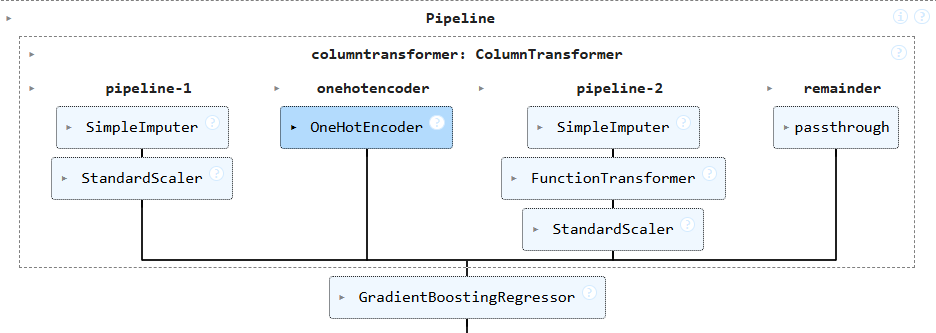 Pipeline
columntransformer: ColumnTransformer
pipeline-1 onehotencoder pipeline-2 remainder
SimpleImputer ? OneHotEncoder ? SimpleImputer ? passthrough
StandardScaler ? FunctionTransformer ?
StandardScaler ?
GradientBoostingRegressor ?